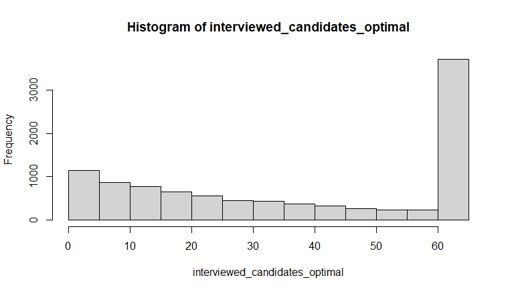 Histogram of interviewed_candidates_optimal
Frequency
3000
2000
1000
0
0 10 20 30 40 50 60
interviewed_candidates_optimal